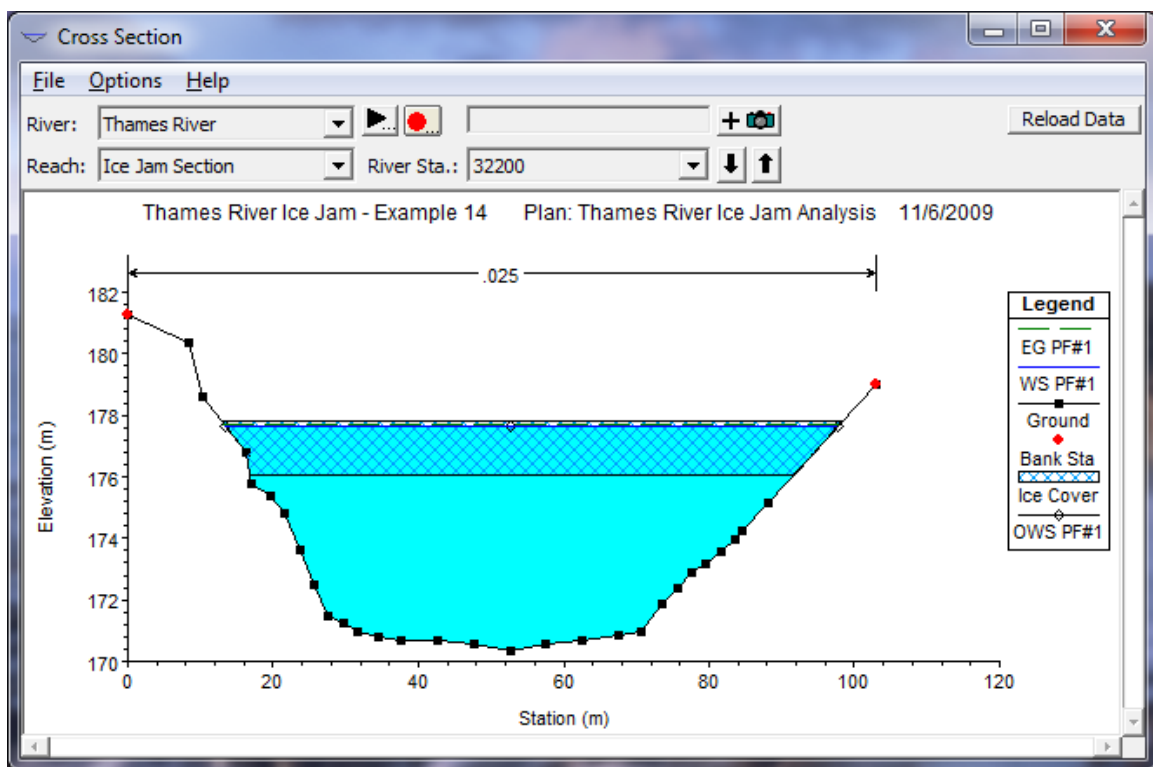 Cross Section
File Options Help
River: Thames River
Reload Data
Reach: Ice Jam Section River Sta.: 32200
Thames River Ice Jam - Example 14 Plan: Thames River Ice Jam Analysis 11/6/2009
.025
182
180
178
176
174
172
170
Elevation (m)
0 20 40 60 80 100 120
Station (m)
Legend
EG PF#1
WS PF#1
Ground
Bank Sta
Ice Cover
OWS PF#1